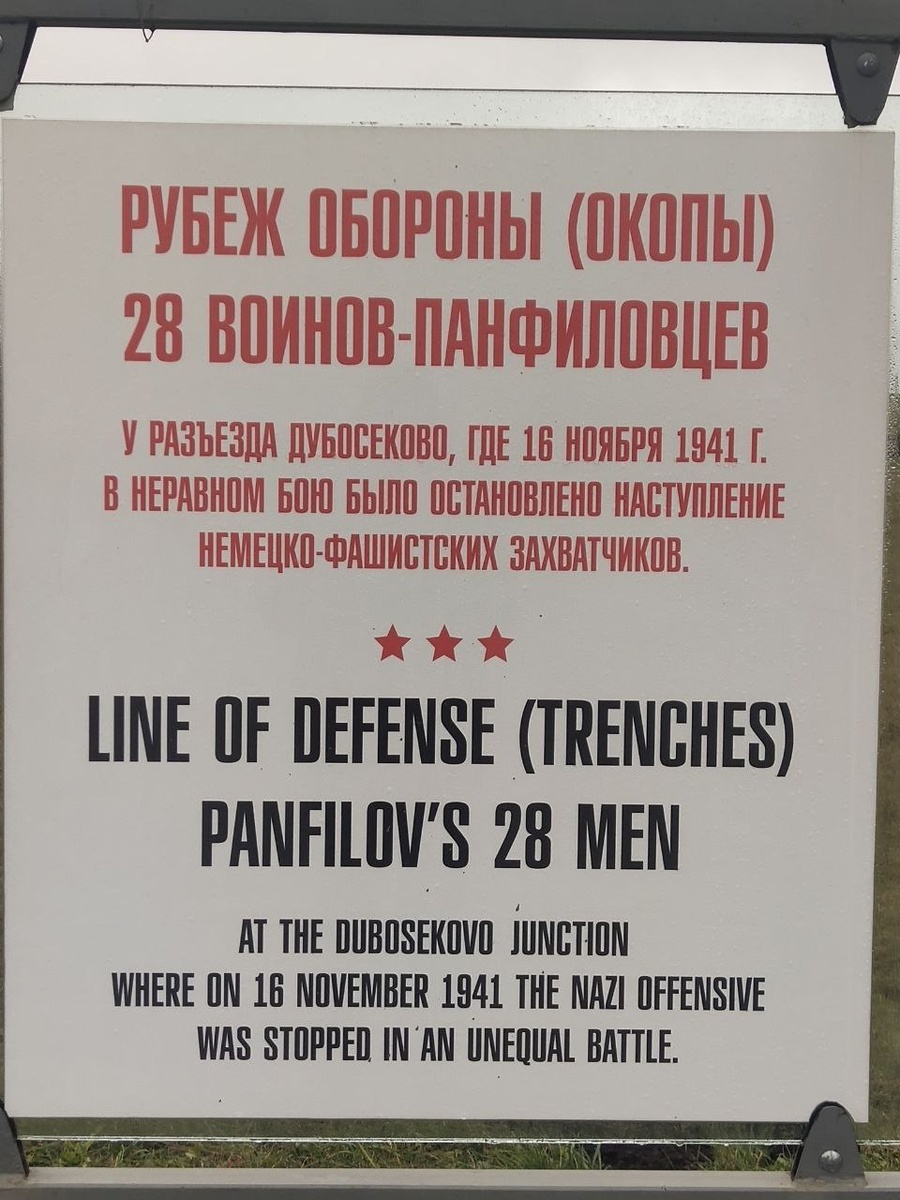 РУБЕЖ ОБОРОНЫ (ОКОПЫ)
28 ВОИНОВ-ПАНФИЛОВЦЕВ
У РАЗЪЕЗДА ДУБОСЕКОВО, ГДЕ 16 НОЯБРЯ 1941 Г.
В НЕРАВНОМ БОЮ БЫЛО ОСТАНОВЛЕНО НАСТУПЛЕНИЕ
НЕМЕЦКО-ФАШИСТСКИХ ЗАХВАТЧИКОВ.
LINE OF DEFENSE (TRENCHES)
PANFILOV'S 28 MEN
AT THE DUBOSEKOVO JUNCTION
WHERE ON 16 NOVEMBER 1941 THE NAZI OFFENSIVE
WAS STOPPED IN AN UNEQUAL BATTLE.